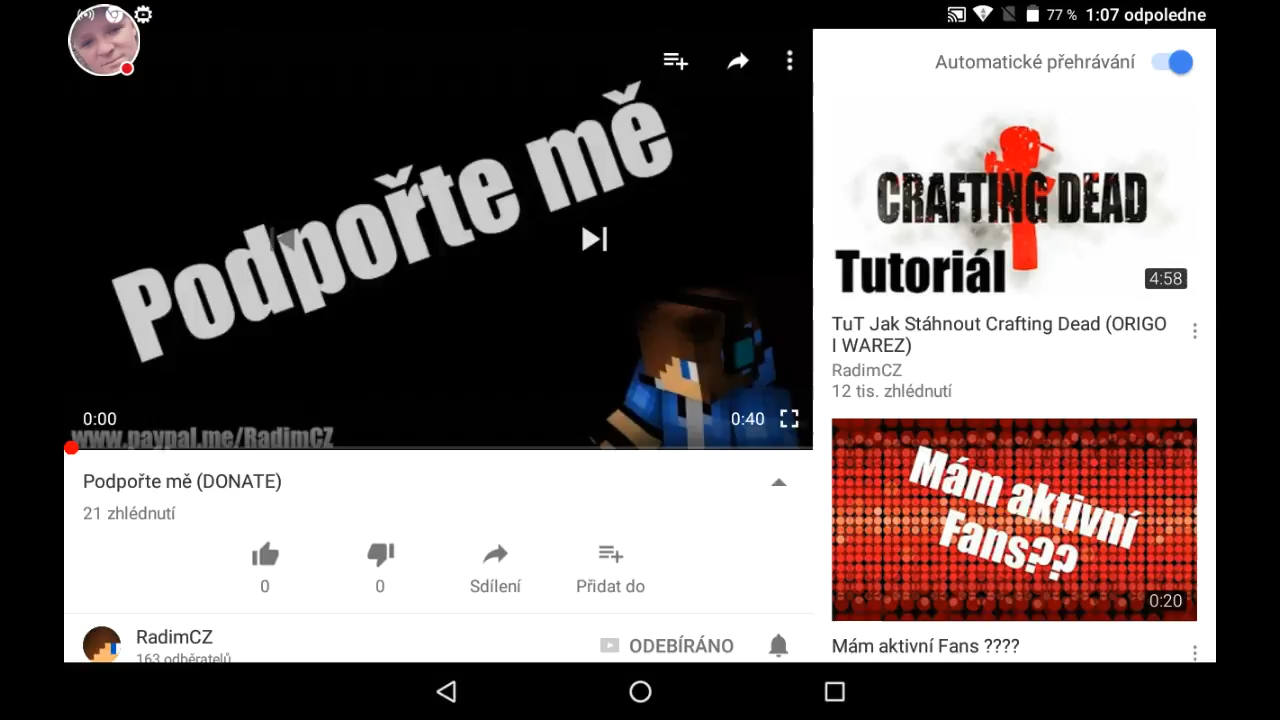 77 % 1:07 odpoledne
Podpořte mě
0:00
0:40
www.paypal.me/RadimCZ
Podpořte mě (DONATE)
21 zhlédnutí
0
0
Sdílení
Přidat do
RadimCZ
163 odběratelů
ODEBÍRÁNO
Automatické přehrávání
CRAFTING DEAD
Tutoriál
4:58
TuT Jak Stáhnout Crafting Dead (ORIGO
I WAREZ)
RadimCZ
12 tis. zhlédnutí
Mám aktivní
Fans??
0:20
Mám aktivní Fans ????